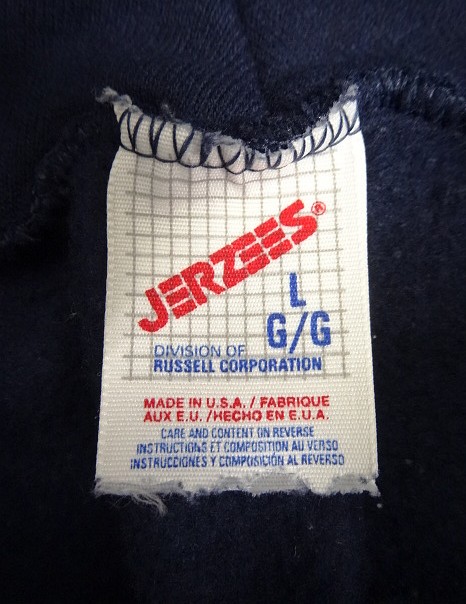 JERZEES®
L
G/G
DIVISION OF
RUSSELL CORPORATION
MADE IN U.S.A. / FABRIQUE
AUX E.U. /HECHO EN E.U.A.
CARE AND CONTENT ON REVERSE
INSTRUCTIONS ET COMPOSITION AU VERSO
INSTRUCCIONES Y COMPOSICIÓN AL REVERSO